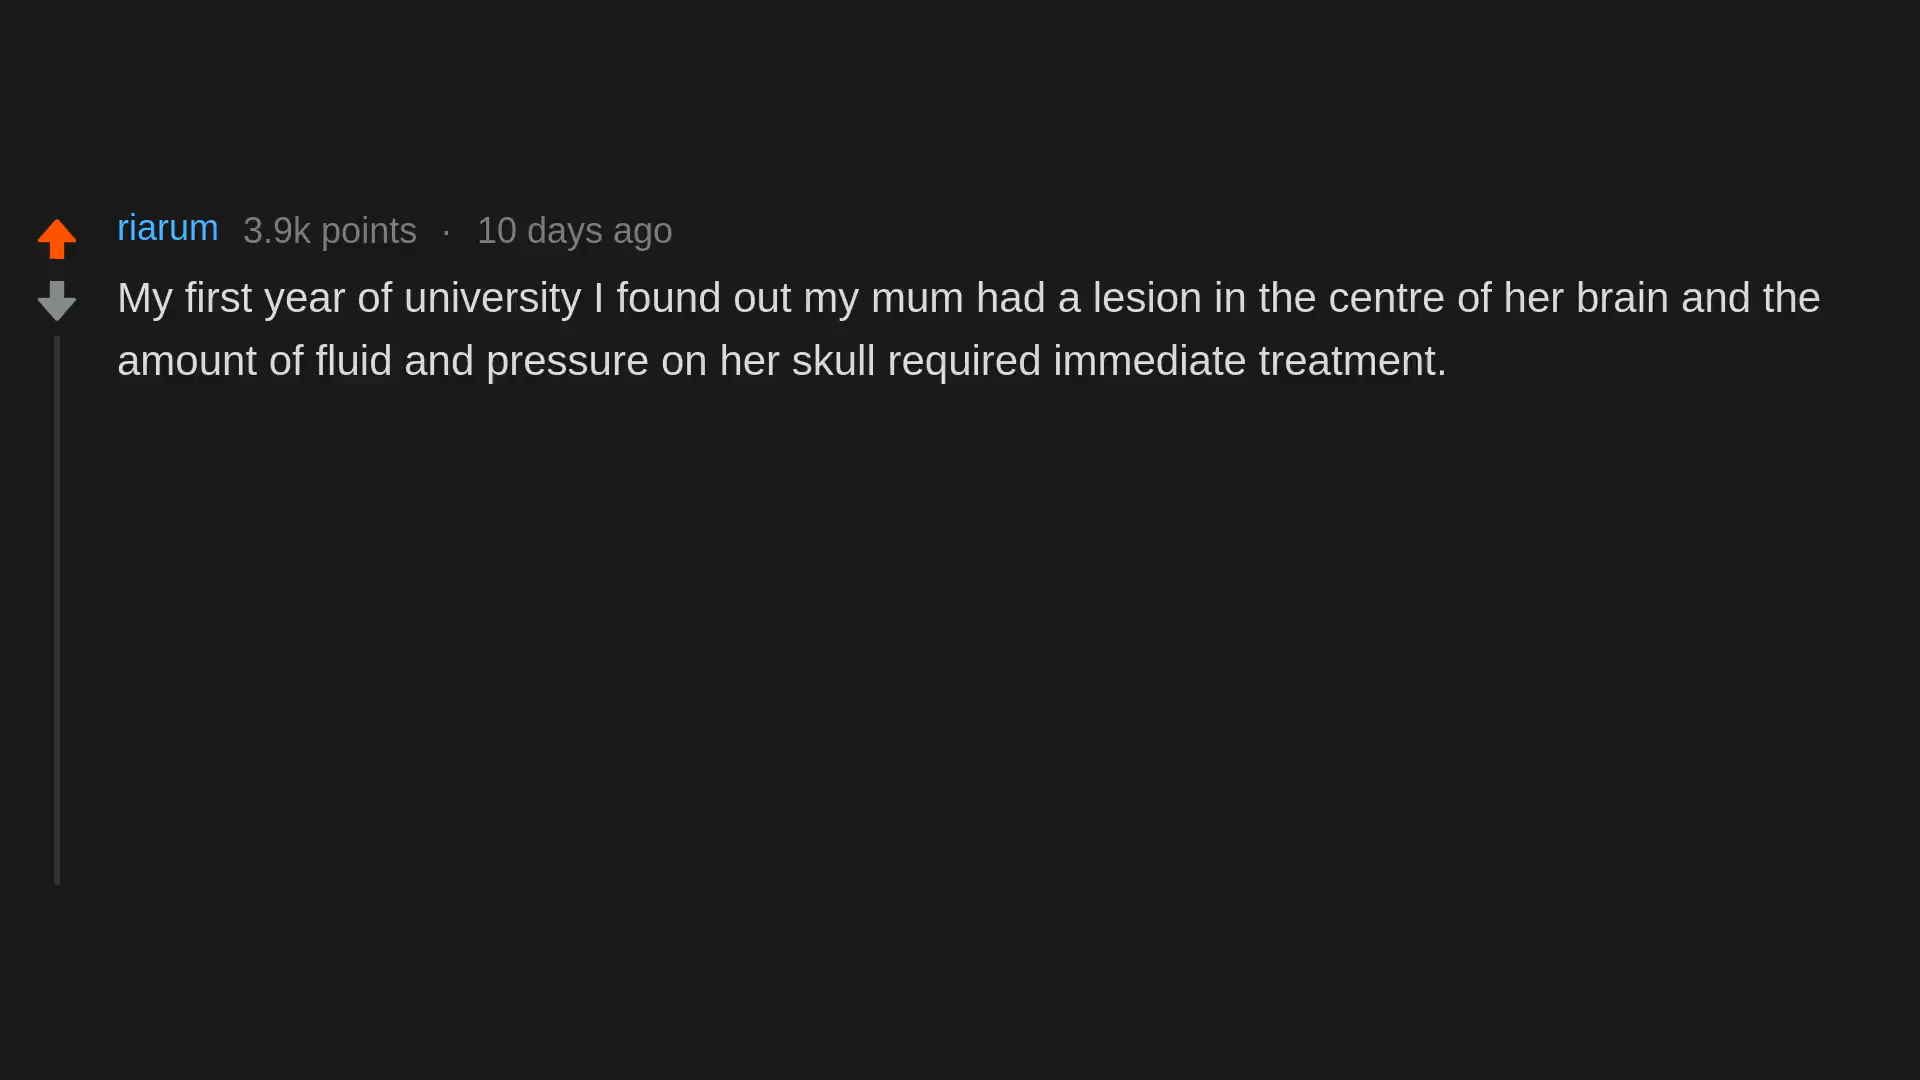 riarum 3.9k points · 10 days ago
My first year of university I found out my mum had a lesion in the centre of her brain and the
amount of fluid and pressure on her skull required immediate treatment.